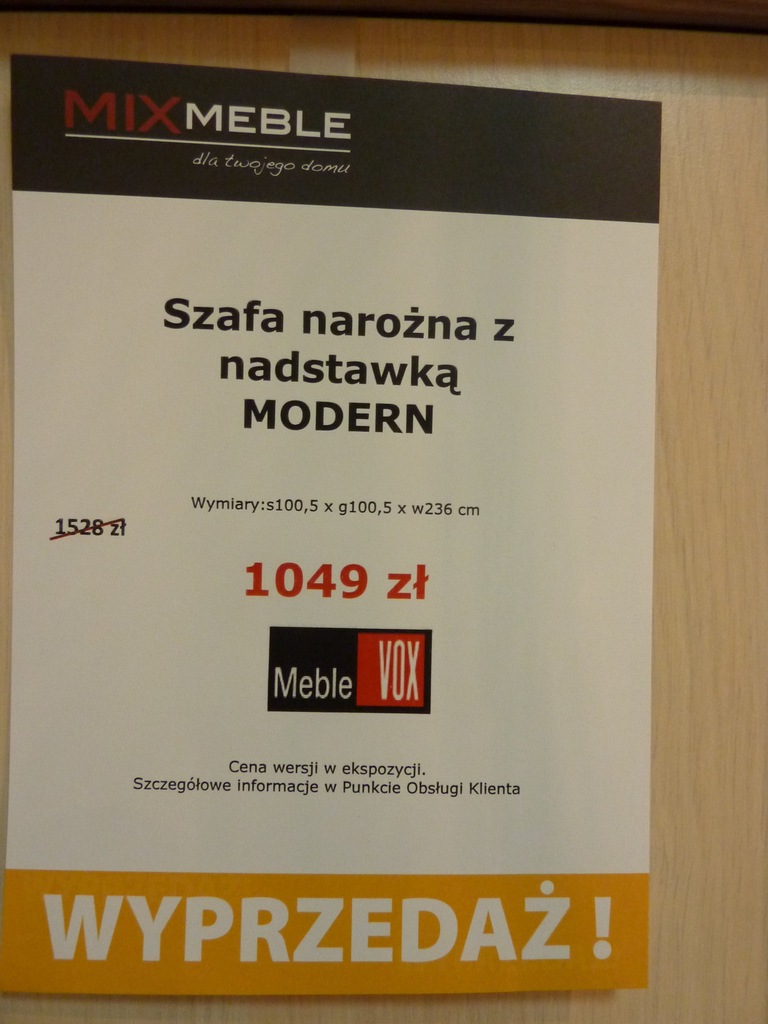 MIXMEBLE
dla twojego domu
Szafa narożna z
nadstawką
MODERN
Wymiary:s100,5 x g100,5 x w236 cm
1528 zł
1049 zł
Meble VOX
Cena wersji w ekspozycji.
Szczegółowe informacje w Punkcie Obsługi Klienta
WYPRZEDAŻ!